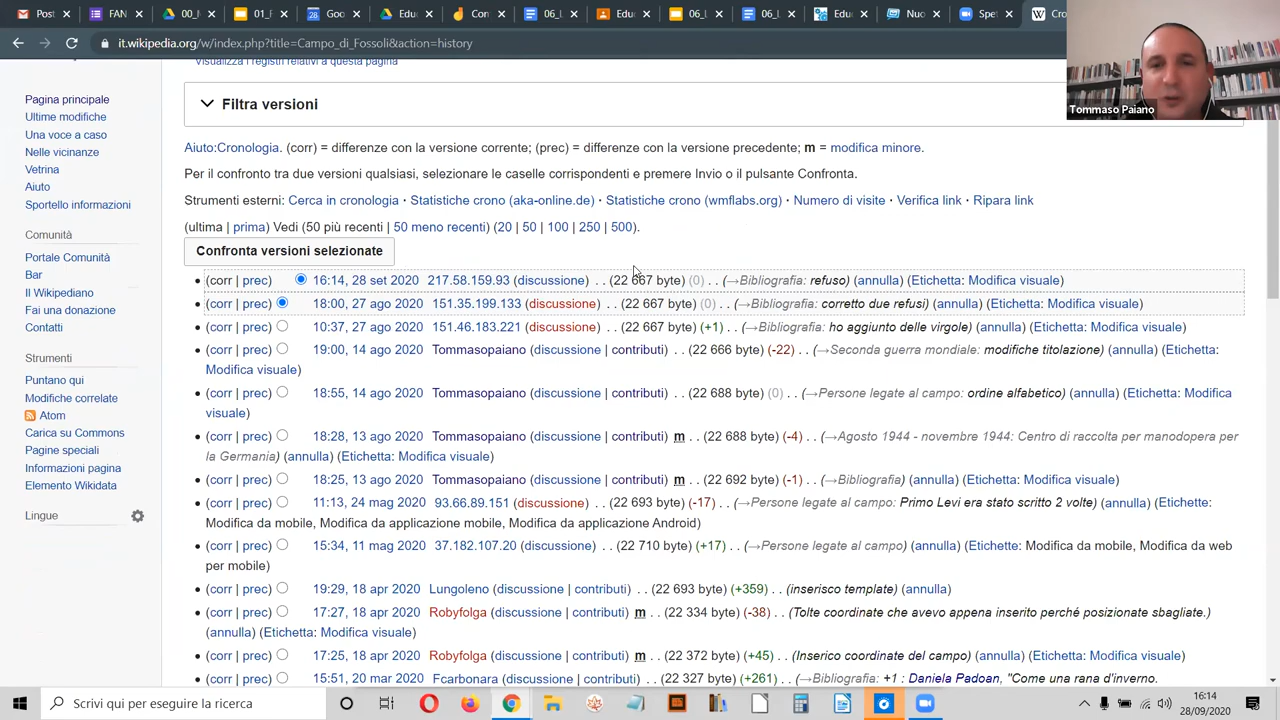 Post
FAN
00_I
01_F
Goo
Edu
Con
06_I
Edu
06_L
06_L
Edu
Nuo
Spet
Cro
it.wikipedia.org/w/index.php?title=Campo_di_Fossoli&action=history
Tommaso Paiano
Visualizza i registri relativi a questa pagina
Filtra versioni
Pagina principale
Ultime modifiche
Una voce a caso
Nelle vicinanze
Vetrina
Aiuto
Sportello informazioni
Comunità
Portale Comunità
Bar
Il Wikipediano
Fai una donazione
Contatti
Strumenti
Puntano qui
Modifiche correlate
Atom
Carica su Commons
Pagine speciali
Informazioni pagina
Elemento Wikidata
Lingue
Aiuto:Cronologia. (corr) = differenze con la versione corrente; (prec) = differenze con la versione precedente; m = modifica minore.
Per il confronto tra due versioni qualsiasi, selezionare le caselle corrispondenti e premere Invio o il pulsante Confronta.
Strumenti esterni: Cerca in cronologia · Statistiche crono (aka-online.de) · Statistiche crono (wmflabs.org) · Numero di visite · Verifica link · Ripara link
(ultima | prima) Vedi (50 più recenti | 50 meno recenti) (20 | 50 | 100 | 250 | 500).
Confronta versioni selezionate
• (corr | prec) 16:14, 28 set 2020 217.58.159.93 (discussione) . . (22 667 byte) (0) . . (→Bibliografia: refuso) (annulla) (Etichetta: Modifica visuale)
• (corr | prec) 18:00, 27 ago 2020 151.35.199.133 (discussione) . . (22 667 byte) (0) . . (→Bibliografia: corretto due refusi) (annulla) (Etichetta: Modifica visuale)
• (corr | prec) 10:37, 27 ago 2020 151.46.183.221 (discussione) . . (22 667 byte) (+1) . . (→Bibliografia: ho aggiunto delle virgole) (annulla) (Etichetta: Modifica visuale)
• (corr | prec) 19:00, 14 ago 2020 Tommasopaiano (discussione | contributi) . . (22 666 byte) (-22) . . (→Seconda guerra mondiale: modifiche titolazione) (annulla) (Etichetta:
Modifica visuale)
• (corr | prec) 18:55, 14 ago 2020 Tommasopaiano (discussione | contributi) . . (22 688 byte) (0) . . (→Persone legate al campo: ordine alfabetico) (annulla) (Etichetta: Modifica
visuale)
• (corr | prec) 18:28, 13 ago 2020 Tommasopaiano (discussione | contributi) m . . (22 688 byte) (-4) . . (→Agosto 1944 - novembre 1944: Centro di raccolta per manodopera per
la Germania) (annulla) (Etichetta: Modifica visuale)
• (corr | prec) 18:25, 13 ago 2020 Tommasopaiano (discussione | contributi) m . . (22 692 byte) (-1) . . (→Bibliografia) (annulla) (Etichetta: Modifica visuale)
• (corr | prec) 11:13, 24 mag 2020 93.66.89.151 (discussione) . . (22 693 byte) (-17) . . (→Persone legate al campo: Primo Levi era stato scritto 2 volte) (annulla) (Etichette:
Modifica da mobile, Modifica da applicazione mobile, Modifica da applicazione Android)
• (corr | prec) 15:34, 11 mag 2020 37.182.107.20 (discussione) . . (22 710 byte) (+17) . . (→Persone legate al campo) (annulla) (Etichette: Modifica da mobile, Modifica da web
per mobile)
• (corr | prec) 19:29, 18 apr 2020 Lungoleno (discussione | contributi) . . (22 693 byte) (+359) . . (inserisco template) (annulla)
• (corr | prec) 17:27, 18 apr 2020 Robyfolga (discussione | contributi) m . . (22 334 byte) (-38) . . (Tolte coordinate che avevo appena inserito perché posizionate sbagliate.)
(annulla) (Etichetta: Modifica visuale)
• (corr | prec) 17:25, 18 apr 2020 Robyfolga (discussione | contributi) m . . (22 372 byte) (+45) . . (Inserico coordinate del campo) (annulla) (Etichetta: Modifica visuale)
• (corr | prec) 15:51, 20 mar 2020 Fcarbonara (discussione | contributi) . . (22 327 byte) (+261) . . (→Bibliografia: +1 : Daniela Padoan, "Come una rana d'inverno.
Scrivi qui per eseguire la ricerca
16:14
28/09/2020